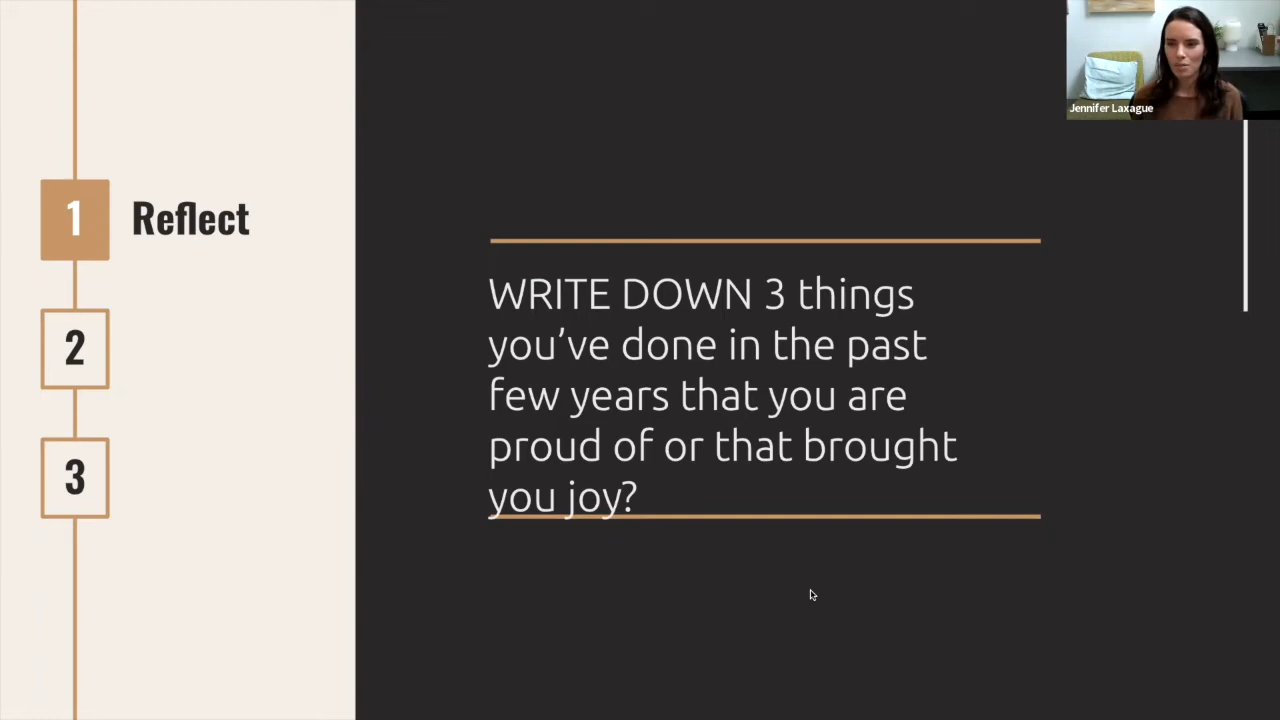 1 Reflect
2
3
WRITE DOWN 3 things
you’ve done in the past
few years that you are
proud of or that brought
you joy?
Jennifer Laxague